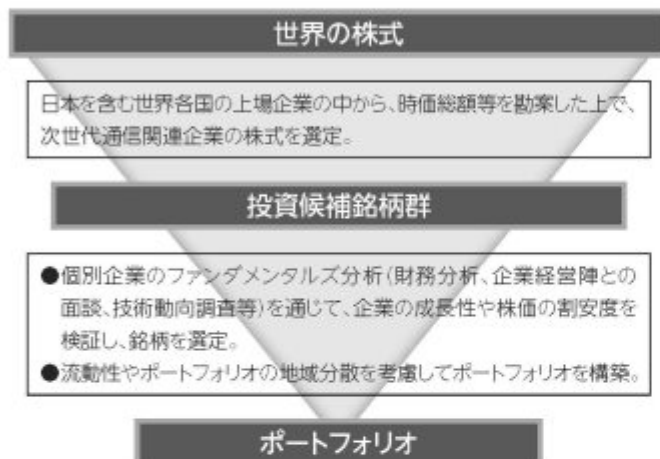 世界の株式
日本を含む世界各国の上場企業の中から、時価総額等を勘案した上で、
次世代通信関連企業の株式を選定。
投資候補銘柄群
●個別企業のファンダメンタルズ分析(財務分析、企業経営陣との
面談、技術動向調査等)を通じて、企業の成長性や株価の割安度を
検証し、銘柄を選定。
●流動性やポートフォリオの地域分散を考慮してポートフォリオを構築。
ポートフォリオ